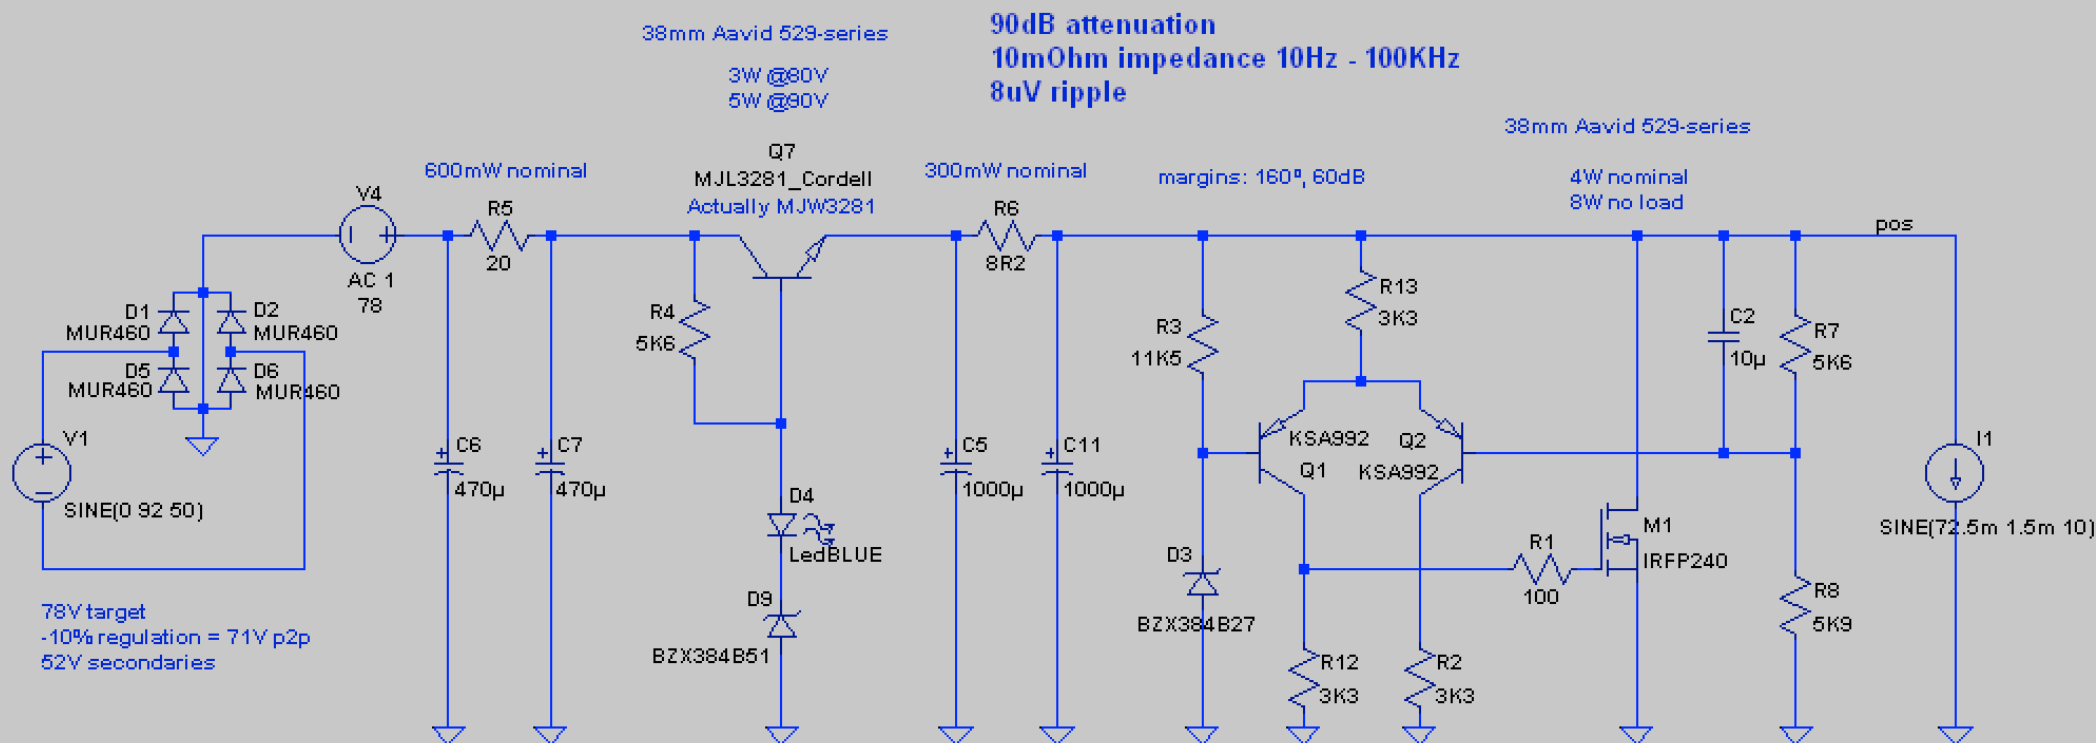 90dB attenuation
10mOhm impedance 10Hz - 100KHz
8uV ripple
38mm Aavid 529-series
3W @80V
5W @90V
38mm Aavid 529-series
4W nominal
8W no load
600mW nominal
Q7
MJL3281_Cordell
Actually MJW3281
300mW nominal
margins: 160º, 60dB
V4
AC 1
78
R5
20
R6
8R2
pos
D1
MUR460
D2
MUR460
D5
MUR460
D6
MUR460
V1
SINE(0 92 50)
78V target
-10% regulation = 71V p2p
52V secondaries
C6
470µ
C7
470µ
R4
5K6
D4
LedBLUE
D9
BZX384B51
C5
1000µ
C11
1000µ
R3
11K5
D3
BZX384B27
R13
3K3
KSA992
Q1
Q2
KSA992
R12
3K3
R2
3K3
R1
100
M1
IRFP240
C2
10µ
R7
5K6
R8
5K9
I1
SINE(72.5m 1.5m 10)